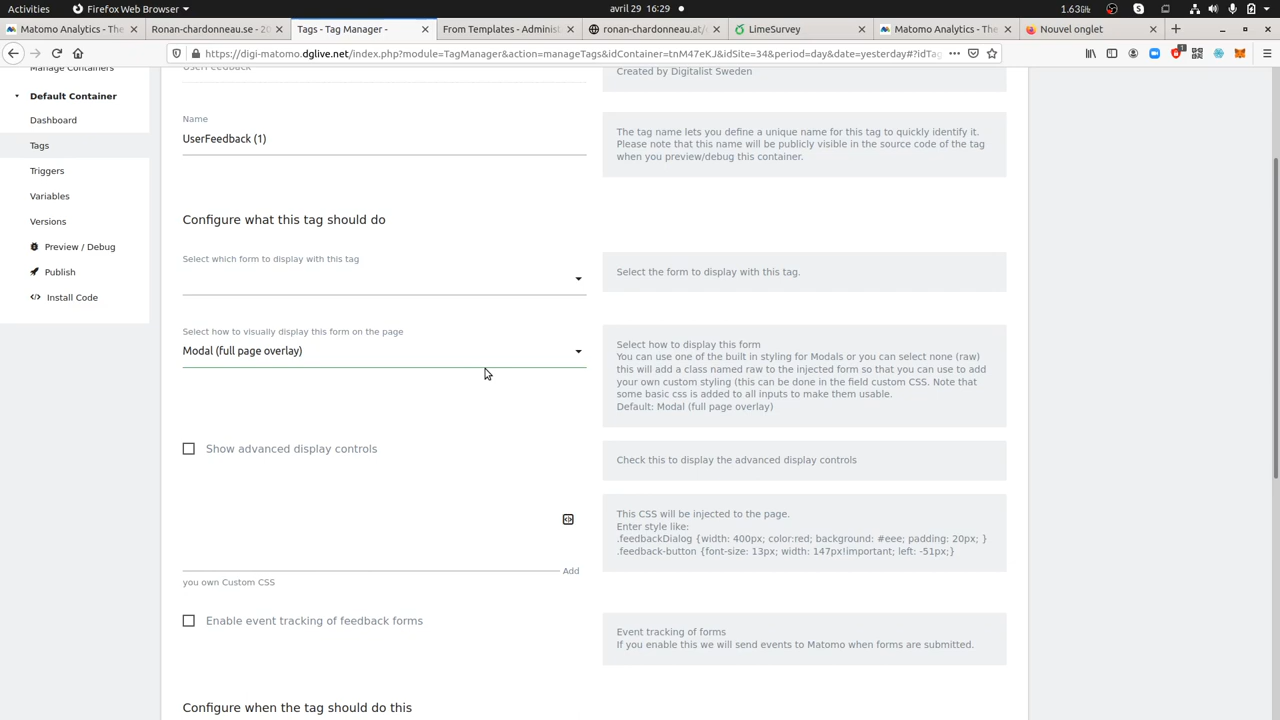 Activities
Firefox Web Browser
avril 29 16:29
1.63
Matomo Analytics - The
Ronan-chardonneau.se - 20
Tags - Tag Manager -
From Templates - Administ
ronan-chardonneau.at/
LimeSurvey
Matomo Analytics - The
Nouvel onglet
https://digi-matomo.dglive.net/index.php?module=TagManager&action=manageTags&idContainer=tnM47eKJ&idSite=34&period=day&date=yesterday#?idTag
Manage Containers
Default Container
Dashboard
Tags
Triggers
Variables
Versions
Preview / Debug
Publish
Install Code
UserFeedback
Created by Digitalist Sweden
Name
UserFeedback (1)
The tag name lets you define a unique name for this tag to quickly identify it.
Please note that this name will be publicly visible in the source code of the tag
when you preview/debug this container.
Configure what this tag should do
Select which form to display with this tag
Select the form to display with this tag.
Select how to visually display this form on the page
Modal (full page overlay)
Select how to display this form
You can use one of the built in styling for Modals or you can select none (raw)
this will add a class named raw to the injected form so that you can use to add
your own custom styling (this can be done in the field custom CSS. Note that
some basic css is added to all inputs to make them usable.
Default: Modal (full page overlay)
Show advanced display controls
Check this to display the advanced display controls
This CSS will be injected to the page.
Enter style like:
.feedbackDialog {width: 400px; color:red; background: #eee; padding: 20px; }
.feedback-button {font-size: 13px; width: 147px!important; left: -51px;}
Add
you own Custom CSS
Enable event tracking of feedback forms
Event tracking of forms
If you enable this we will send events to Matomo when forms are submitted.
Configure when the tag should do this